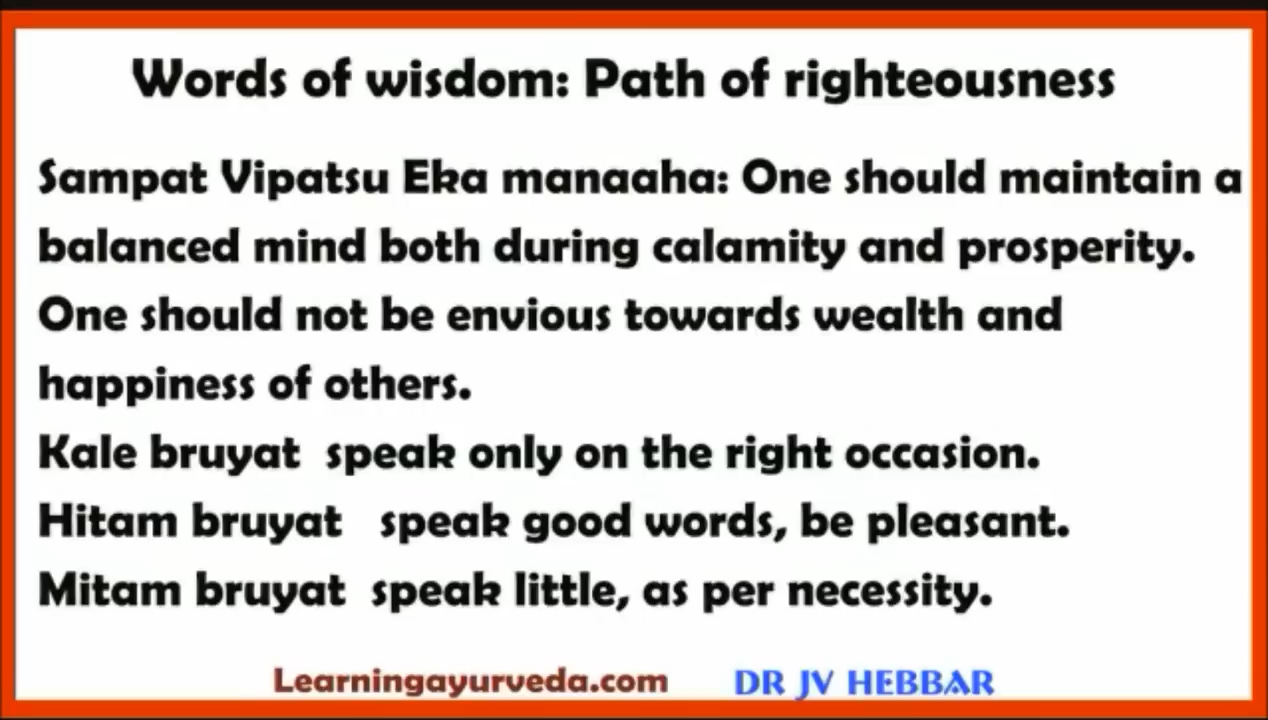 Words of wisdom: Path of righteousness
Sampat Vipatsu Eka manaaha: One should maintain a
balanced mind both during calamity and prosperity.
One should not be envious towards wealth and
happiness of others.
Kale bruyat speak only on the right occasion.
Hitam bruyat speak good words, be pleasant.
Mitam bruyat speak little, as per necessity.
Learningayurveda.com DR JV HEBBAR